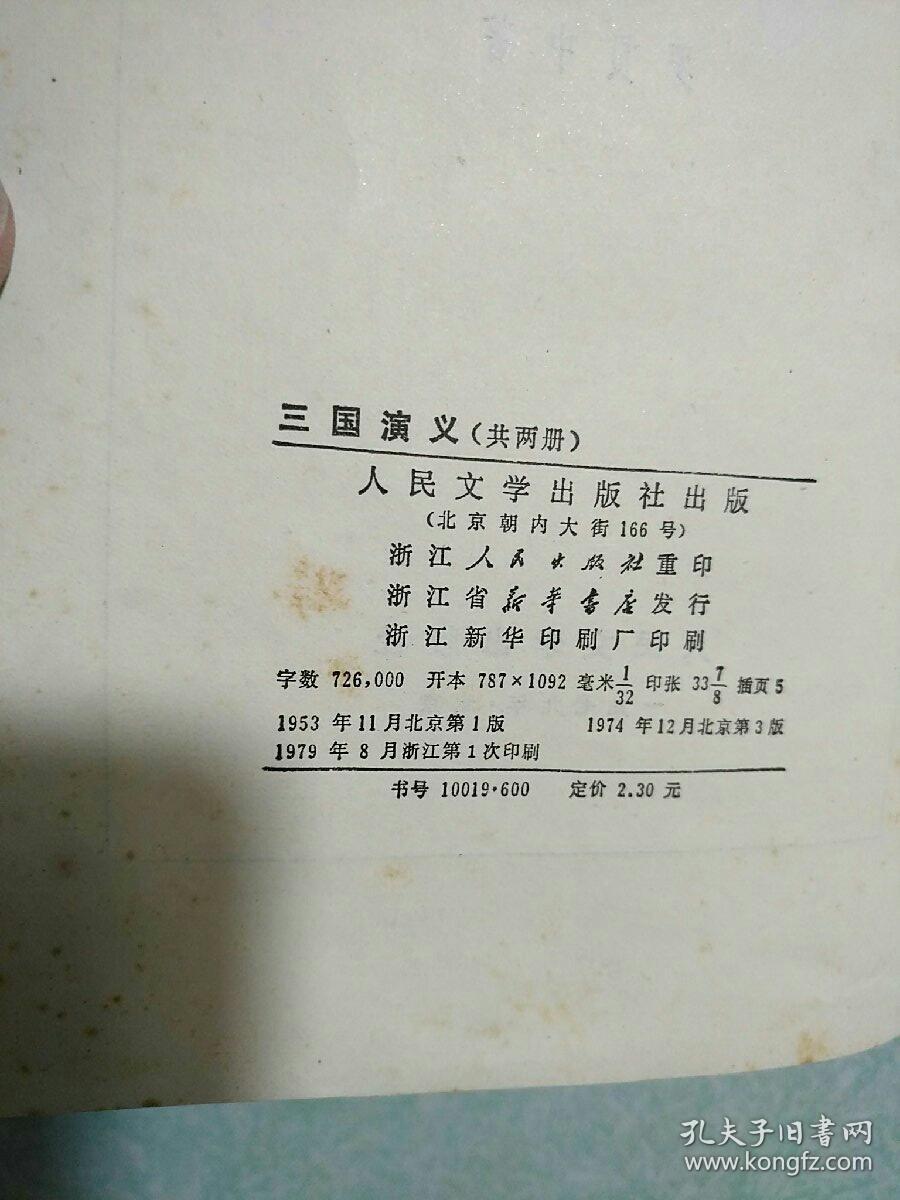 三国演义(共两册)
人民文学出版社出版
(北京朝内大街166号)
浙江人民出版社重印
浙江省新华书店发行
浙江新华印刷厂印刷
字数 726,000 开本 787×1092 毫米 1/32 印张 33 7/8 插页 5
1953 年 11 月北京第 1 版 1974 年 12 月北京第 3 版
1979 年 8 月浙江第 1 次印刷
书号 10019·600 定价 2.30 元
孔夫子旧書网
www.kongfz.com